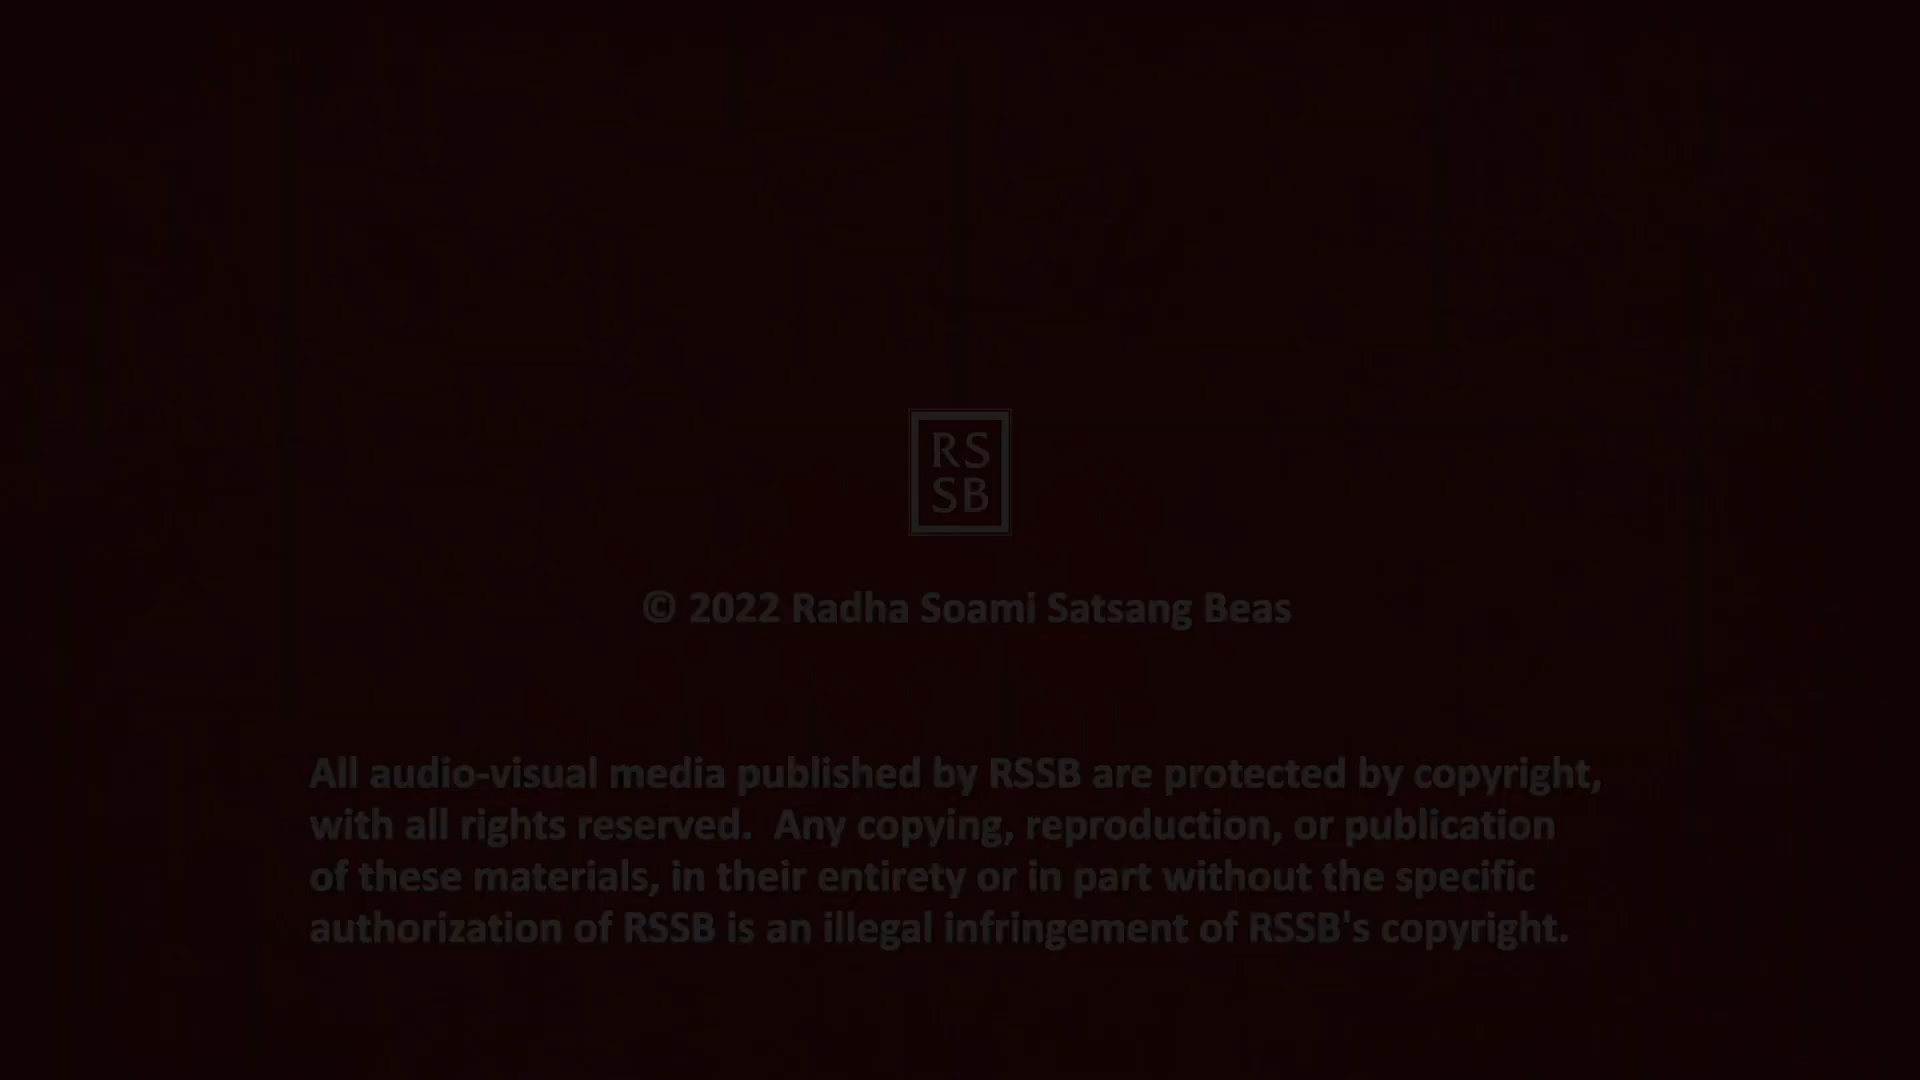 RS
SB
© 2022 Radha Soami Satsang Beas
All audio-visual media published by RSSB are protected by copyright,
with all rights reserved.  Any copying, reproduction, or publication
of these materials, in their entirety or in part without the specific
authorization of RSSB is an illegal infringement of RSSB's copyright.